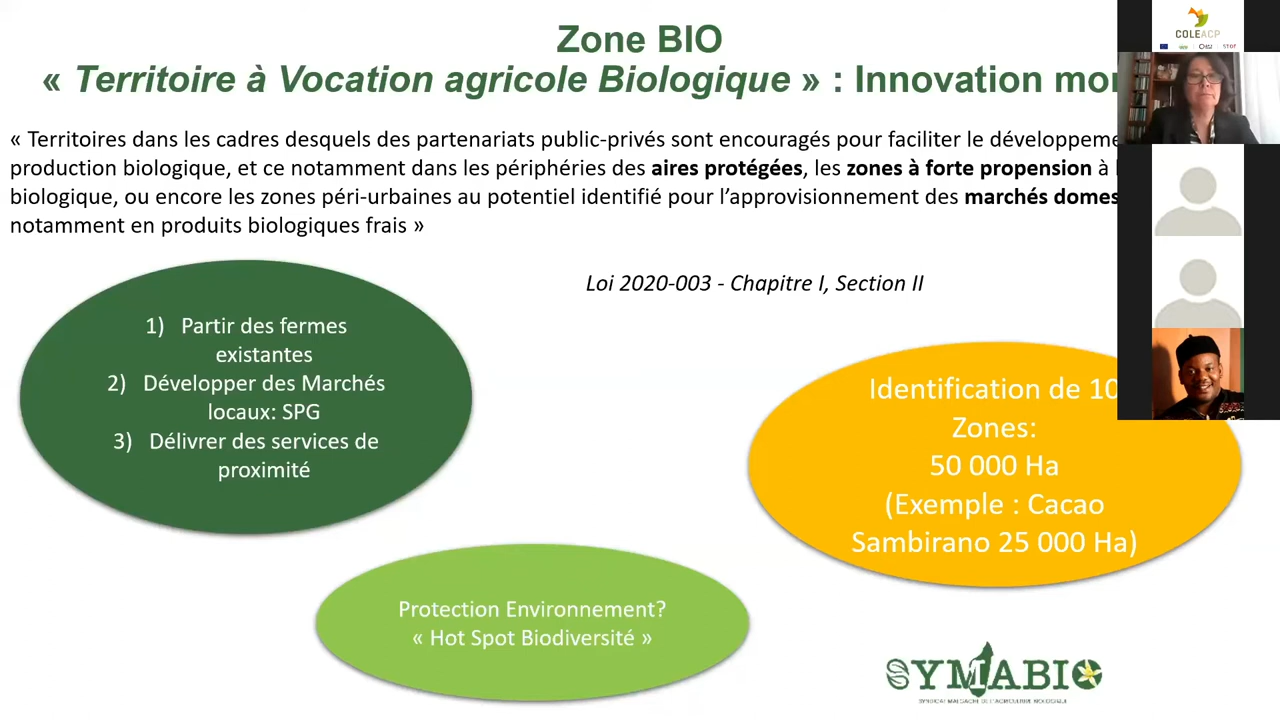 Zone BIO
« Territoire à Vocation agricole Biologique » : Innovation
« Territoires dans les cadres desquels des partenariats public-privés sont encouragés pour faciliter le
production biologique, et ce notamment dans les périphéries des aires protégées, les zones à forte propension à
biologique, ou encore les zones péri-urbaines au potentiel identifié pour l’approvisionnement des marchés
notamment en produits biologiques frais »
Loi 2020-003 - Chapitre I, Section II
1) Partir des fermes
existantes
2) Développer des Marchés
locaux: SPG
3) Délivrer des services de
proximité
Identification de 10
Zones:
50 000 Ha
(Exemple : Cacao
Sambirano 25 000 Ha)
Protection Environnement?
« Hot Spot Biodiversité »
SYMABIO
SYNDICAT MALGACHE DE L'AGRICULTURE BIOLOGIQUE
COLEACP